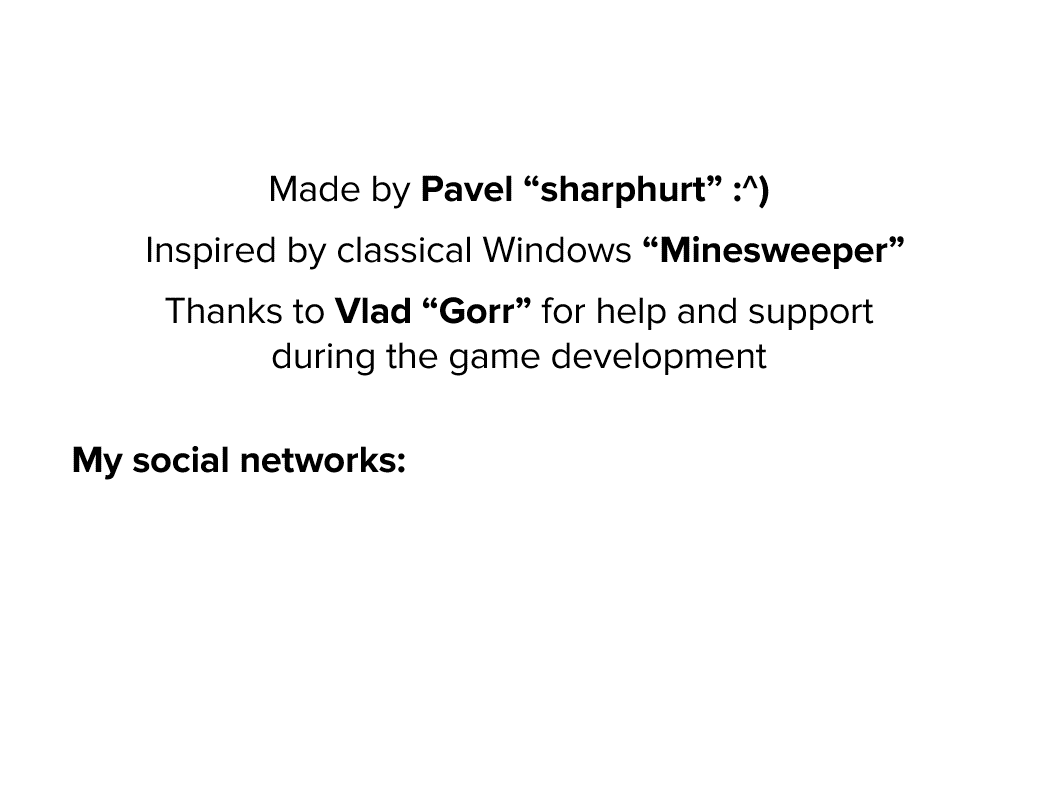 Made by Pavel “sharphurt” :^)
Inspired by classical Windows “Minesweeper”
Thanks to Vlad “Gorr” for help and support
during the game development
My social networks: